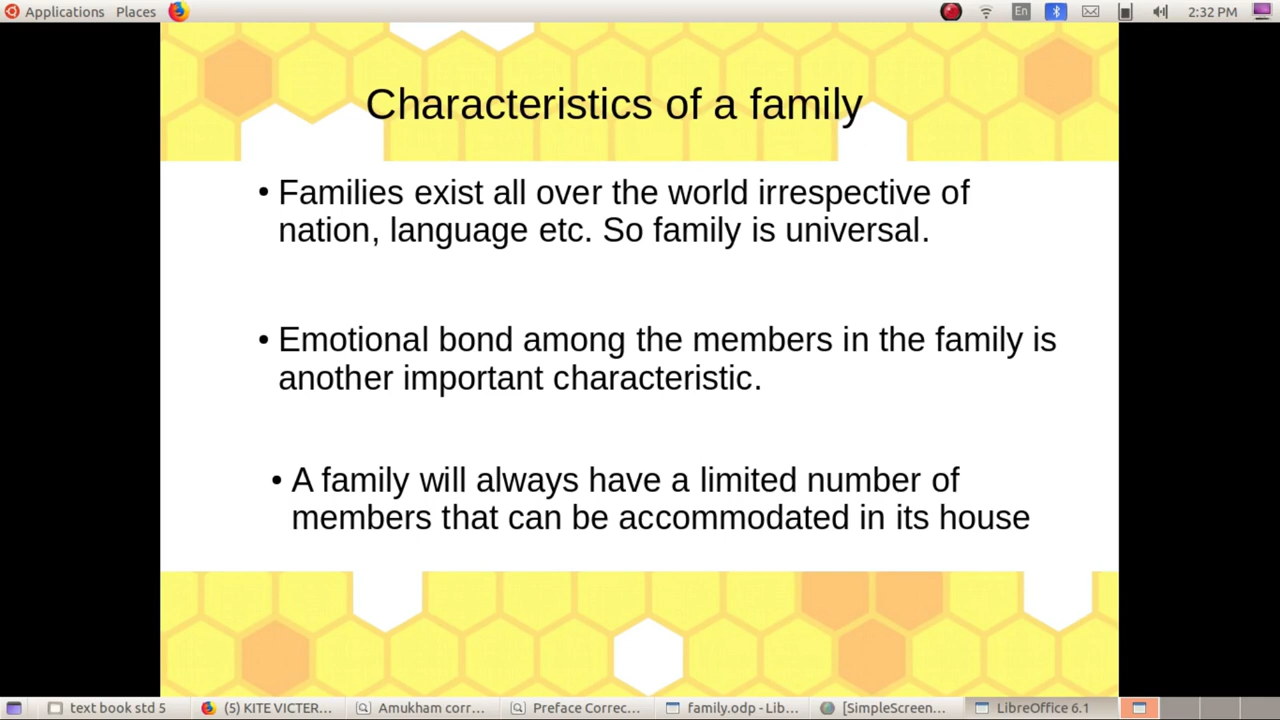 Applications Places En 2:32 PM
Characteristics of a family
• Families exist all over the world irrespective of
nation, language etc. So family is universal.
• Emotional bond among the members in the family is
another important characteristic.
• A family will always have a limited number of
members that can be accommodated in its house
text book std 5 (5) KITE VICTER... Amukham corr... Preface Correc... family.odp - Lib... [SimpleScreen... LibreOffice 6.1